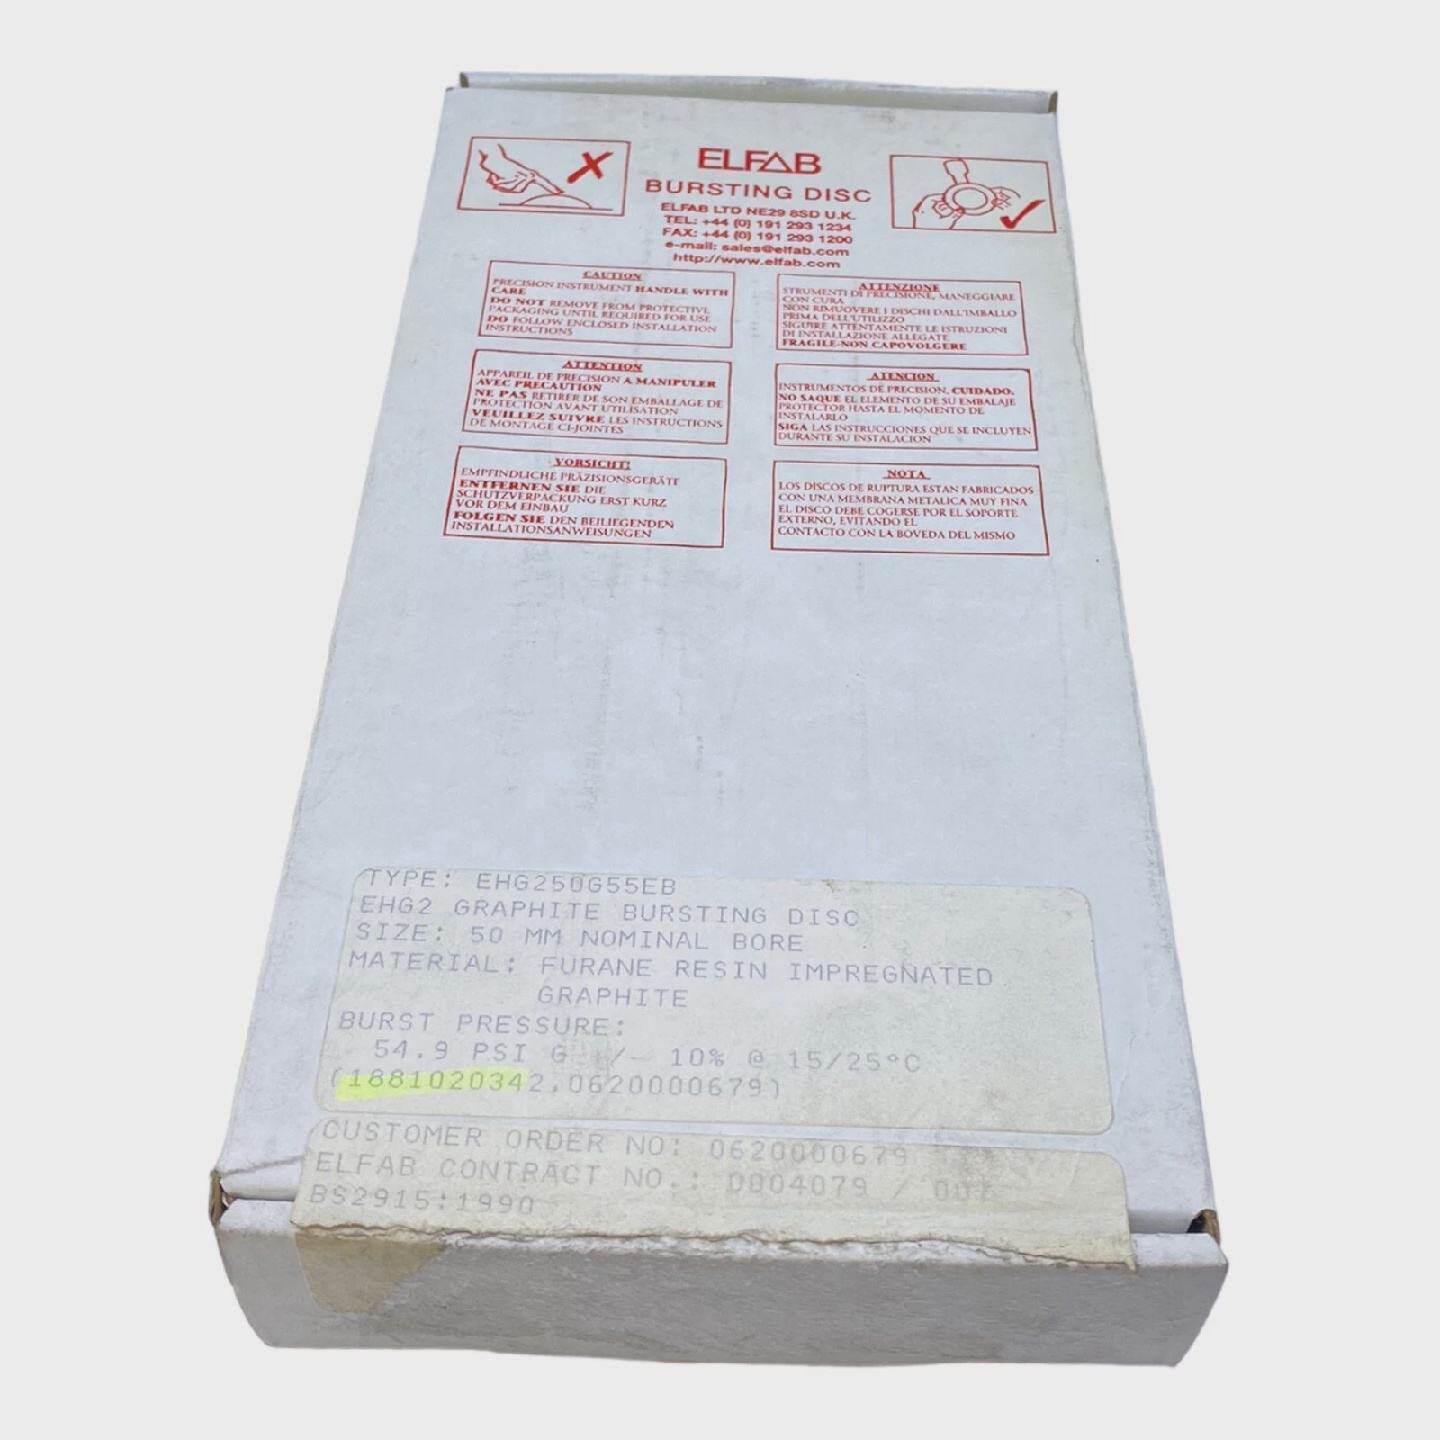 ELFAB
BURSTING DISC
ELFAB LTD NE29 8SD U.K.
TEL: +44 (0) 191 293 1234
FAX: +44 (0) 191 293 1200
e-mail: sales@elfab.com
http://www.elfab.com
CAUTION
PRECISION INSTRUMENT HANDLE WITH
CARE
DO NOT REMOVE FROM PROTECTIVE
PACKAGING UNTIL REQUIRED FOR USE
DO FOLLOW ENCLOSED INSTALLATION
INSTRUCTIONS
ATTENTION
APPAREIL DE PRECISION A MANIPULER
AVEC PRECAUTION
NE PAS RETIRER DE SON EMBALLAGE DE
PROTECTION AVANT UTILISATION
VEUILLEZ SUIVRE LES INSTRUCTIONS
DE MONTAGE CI-JOINTES
VORSICHT!
EMPFINDLICHE PRÄZISIONSGERÄTE
ENTFERNEN SIE DIE
SCHUTZVERPACKUNG ERST KURZ
VOR DEM EINBAU
FOLGEN SIE DEN BEILIEGENDEN
INSTALLATIONSANWEISUNGEN
ATTENZIONE
STRUMENTI DI PRECISIONE, MANEGGIARE
CON CURA
NON RIMUOVERE I DISCHI DALL'IMBALLO
PRIMA DELL'UTILIZZO
SIGUIRE ATTENTAMENTE LE ISTRUZIONI
DI INSTALLAZIONE ALLEGATE
FRAGILE-NON CAPOVOLGERE
ATENCION
INSTRUMENTOS DE PRECISION, CUIDADO.
NO SAQUE EL ELEMENTO DE SU EMBALAJE
PROTECTOR HASTA EL MOMENTO DE
INSTALARLO
SIGA LAS INSTRUCCIONES QUE SE INCLUYEN
DURANTE SU INSTALACION
NOTA
LOS DISCOS DE RUPTURA ESTAN FABRICADOS
CON UNA MEMBRANA METALICA MUY FINA
EL DISCO DEBE COGERSE POR EL SOPORTE
EXTERNO, EVITANDO EL
CONTACTO CON LA BOVEDA DEL MISMO
TYPE: EHG250G55EB
EHG2 GRAPHITE BURSTING DISC
SIZE: 50 MM NOMINAL BORE
MATERIAL: FURANE RESIN IMPREGNATED
GRAPHITE
BURST PRESSURE:
54.9 PSI G +/- 10% @ 15/25°C
(1881020342,0620000679)
CUSTOMER ORDER NO: 0620000679
ELFAB CONTRACT NO.: D004079 /
BS2915:1990